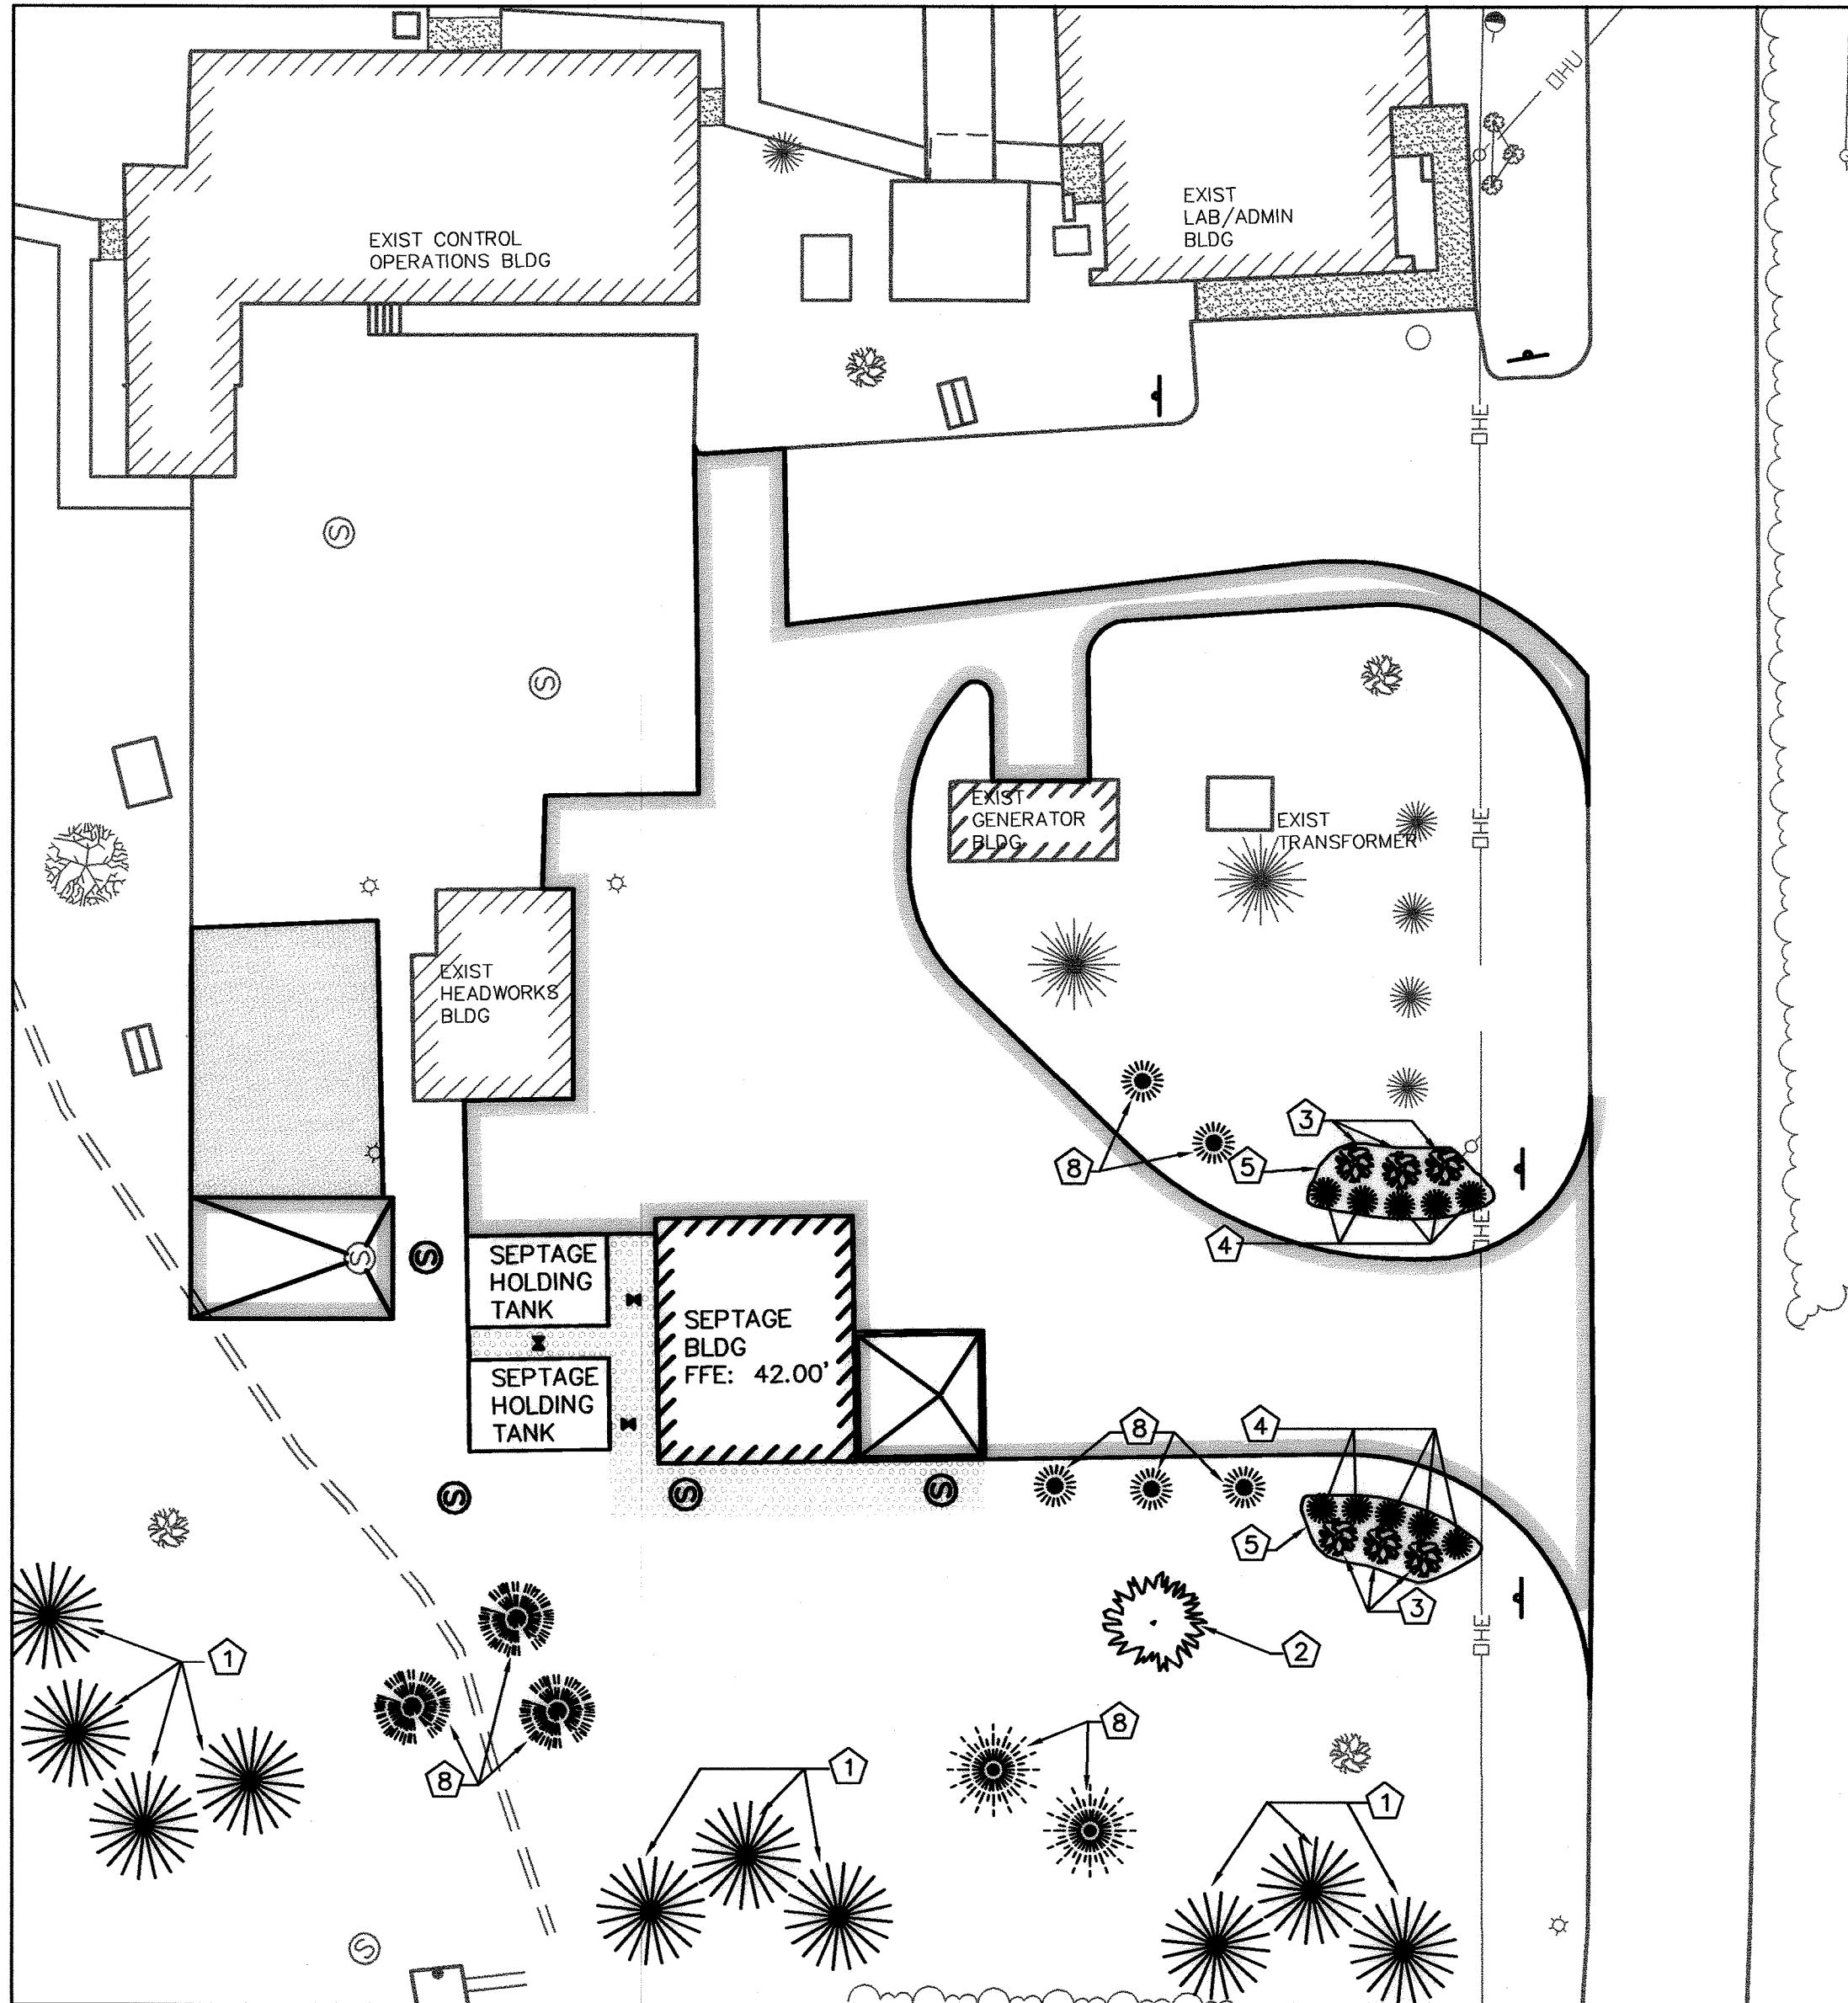 OHU
EXIST
LAB/ADMIN
BLDG
EXIST CONTROL
OPERATIONS BLDG
OHE
S
S
EXIST
GENERATOR
BLDG
EXIST
TRANSFORMER
OHE
EXIST
HEADWORKS
BLDG
3
8
5
OHE
4
S
S
SEPTAGE
HOLDING
TANK
SEPTAGE
BLDG
FFE: 42.00'
SEPTAGE
HOLDING
TANK
8
4
S
S
S
5
3
OHE
1
2
8
8
1
1
S